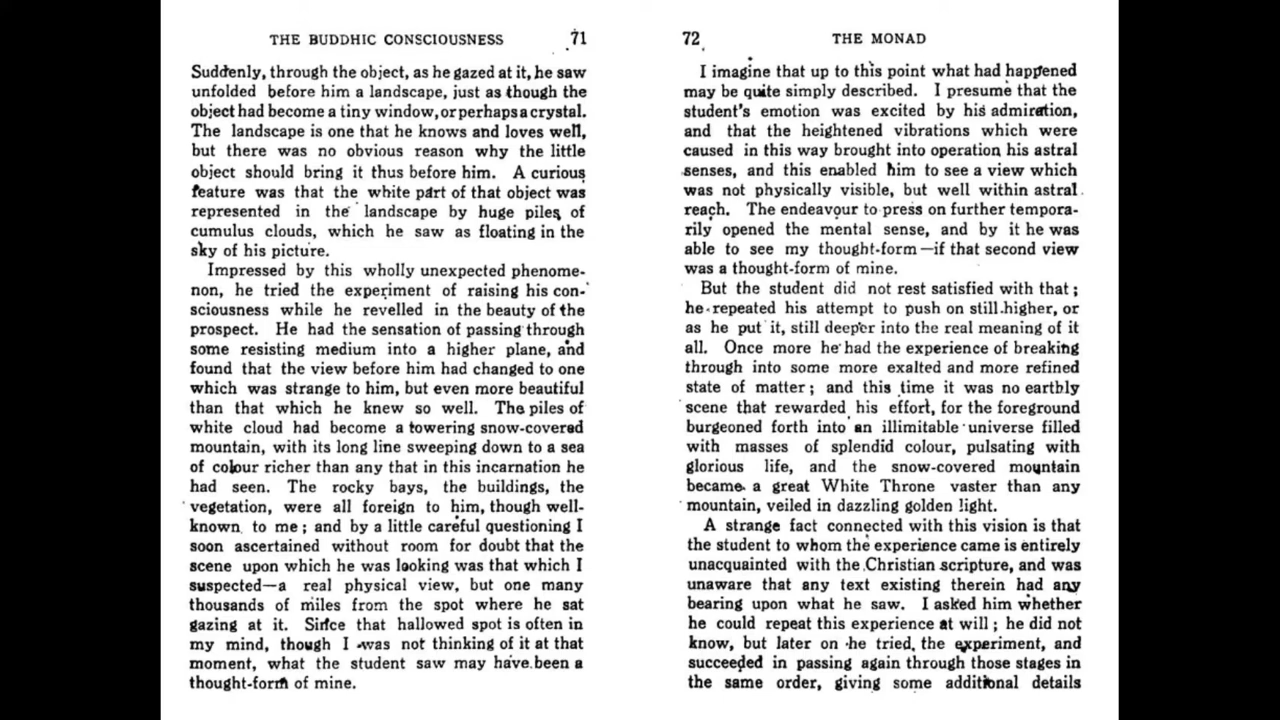 THE BUDDHIC CONSCIOUSNESS 71
Suddenly, through the object, as he gazed at it, he saw
unfolded before him a landscape, just as though the
object had become a tiny window, or perhaps a crystal.
The landscape is one that he knows and loves well,
but there was no obvious reason why the little
object should bring it thus before him. A curious
feature was that the white part of that object was
represented in the landscape by huge piles of
cumulus clouds, which he saw as floating in the
sky of his picture.
Impressed by this wholly unexpected phenome-
non, he tried the experiment of raising his con-
sciousness while he revelled in the beauty of the
prospect. He had the sensation of passing through
some resisting medium into a higher plane, and
found that the view before him had changed to one
which was strange to him, but even more beautiful
than that which he knew so well. The piles of
white cloud had become a towering snow-covered
mountain, with its long line sweeping down to a sea
of colour richer than any that in this incarnation he
had seen. The rocky bays, the buildings, the
vegetation, were all foreign to him, though well-
known to me; and by a little careful questioning I
soon ascertained without room for doubt that the
scene upon which he was looking was that which I
suspected—a real physical view, but one many
thousands of miles from the spot where he sat
gazing at it. Since that hallowed spot is often in
my mind, though I was not thinking of it at that
moment, what the student saw may have been a
thought-form of mine.
72 THE MONAD
I imagine that up to this point what had happened
may be quite simply described. I presume that the
student's emotion was excited by his admiration,
and that the heightened vibrations which were
caused in this way brought into operation his astral
senses, and this enabled him to see a view which
was not physically visible, but well within astral
reach. The endeavour to press on further tempora-
rily opened the mental sense, and by it he was
able to see my thought-form—if that second view
was a thought-form of mine.
But the student did not rest satisfied with that;
he repeated his attempt to push on still higher, or
as he put it, still deeper into the real meaning of it
all. Once more he had the experience of breaking
through into some more exalted and more refined
state of matter; and this time it was no earthly
scene that rewarded his effort, for the foreground
burgeoned forth into an illimitable universe filled
with masses of splendid colour, pulsating with
glorious life, and the snow-covered mountain
became a great White Throne vaster than any
mountain, veiled in dazzling golden light.
A strange fact connected with this vision is that
the student to whom the experience came is entirely
unacquainted with the Christian scripture, and was
unaware that any text existing therein had any
bearing upon what he saw. I asked him whether
he could repeat this experience at will; he did not
know, but later on he tried the experiment, and
succeeded in passing again through those stages in
the same order, giving some additional details